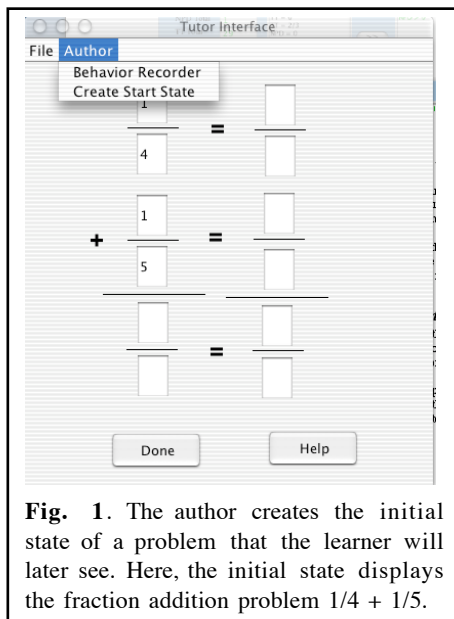 Tutor Interface
File Author
Behavior Recorder
Create Start State
1
=
4
1
+ =
5
=
Done Help
Fig. 1. The author creates the initial
state of a problem that the learner will
later see. Here, the initial state displays
the fraction addition problem 1/4 + 1/5.